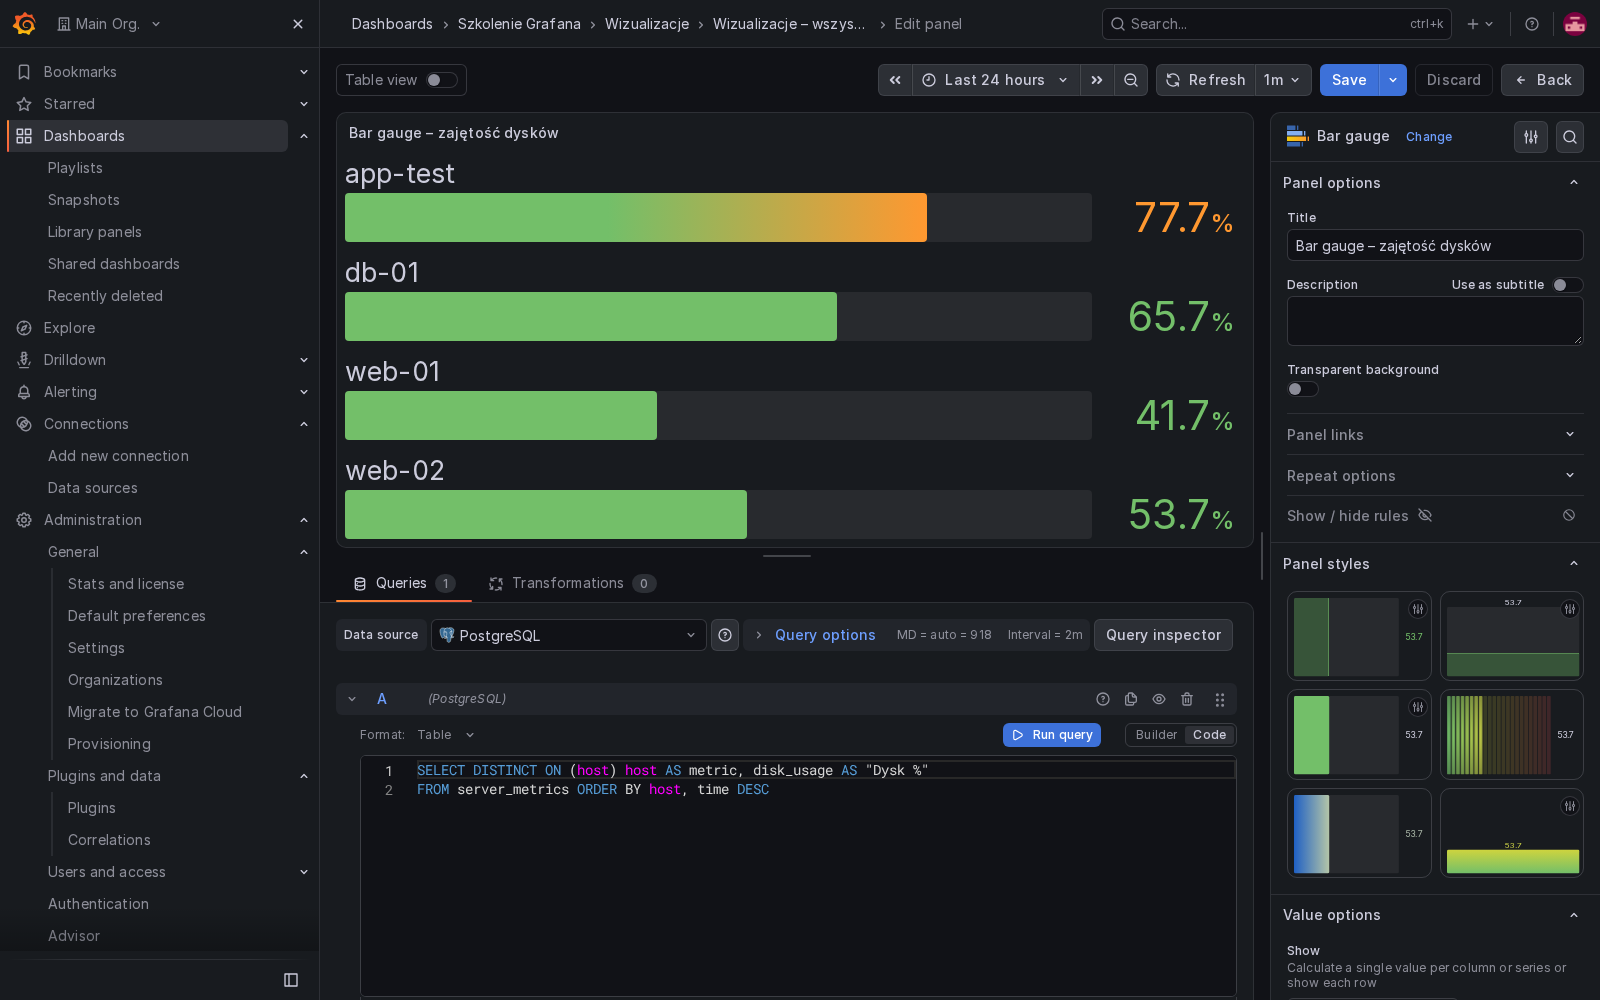 Main Org.
Dashboards
Szkolenie Grafana
Wizualizacje
Wizualizacje – wszys...
Edit panel
Search...
ctrl+k
Bookmarks
Starred
Dashboards
Playlists
Snapshots
Library panels
Shared dashboards
Recently deleted
Explore
Drilldown
Alerting
Connections
Add new connection
Data sources
Administration
General
Stats and license
Default preferences
Settings
Organizations
Migrate to Grafana Cloud
Provisioning
Plugins and data
Plugins
Correlations
Users and access
Authentication
Advisor
Table view
Last 24 hours
Refresh
1m
Save
Discard
Back
Bar gauge – zajętość dysków
app-test
77.7%
db-01
65.7%
web-01
41.7%
web-02
53.7%
Queries 1
Transformations 0
Data source
PostgreSQL
Query options
MD = auto = 918
Interval = 2m
Query inspector
A
(PostgreSQL)
Format:
Table
Run query
Builder
Code
1 SELECT DISTINCT ON (host) host AS metric, disk_usage AS "Dysk %"
2 FROM server_metrics ORDER BY host, time DESC
Bar gauge
Change
Panel options
Title
Bar gauge – zajętość dysków
Description
Use as subtitle
Transparent background
Panel links
Repeat options
Show / hide rules
Panel styles
53.7
53.7
53.7
53.7
53.7
53.7
Value options
Show
Calculate a single value per column or series or
show each row